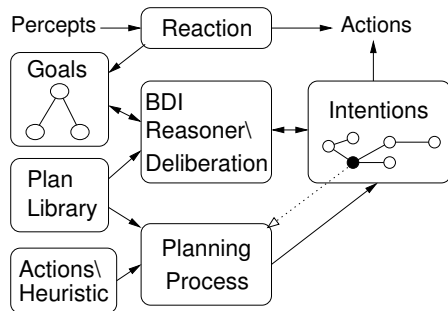 Percepts
Reaction
Actions
Goals
BDI
Reasoner\
Deliberation
Intentions
Plan
Library
Planning
Process
Actions\
Heuristic